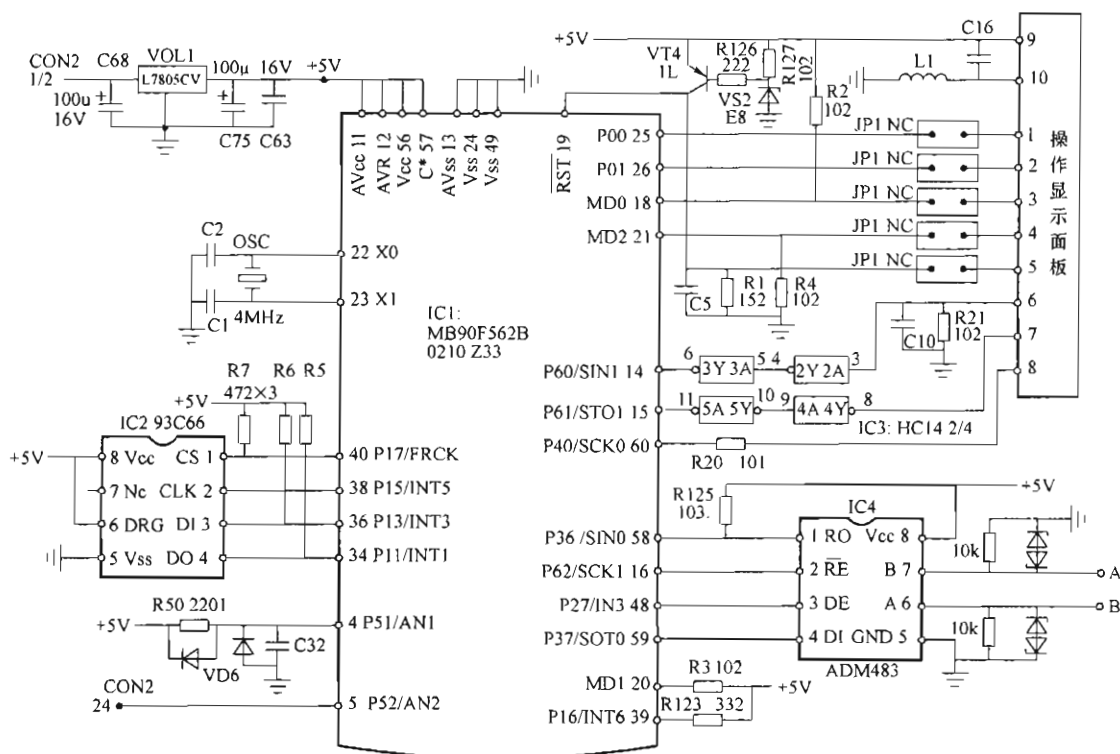 CON2
1/2
C68
100u
16V
VOL1
L7805CV
100μ
16V
C75
C63
+5V
AVcc 11
AVR 12
Vcc 56
C* 57
AVss 13
Vss 24
Vss 49
RST 19
+5V
VT4
1L
R126
222
R127
102
VS2
E8
R2
102
C16
L1
9
10
P00 25
JP1 NC
1
P01 26
JP1 NC
2
MD0 18
JP1 NC
3
MD2 21
JP1 NC
4
JP1 NC
5
6
7
8
操作显示面板
C5
R1
152
R4
102
C10
R21
102
C2
OSC
C1
4MHz
22 X0
23 X1
IC1:
MB90F562B
0210 Z33
P60/SIN1 14
6
3Y 3A
5
4
2Y 2A
3
P61/STO1 15
11
5A 5Y
10
9
4A 4Y
8
IC3: HC14 2/4
P40/SCK0 60
R20
101
R7
R6
R5
472×3
+5V
IC2 93C66
+5V
8 Vcc
CS 1
7 Nc
CLK 2
6 DRG
DI 3
5 Vss
DO 4
40 P17/FRCK
38 P15/INT5
36 P13/INT3
34 P11/INT1
R125
103.
+5V
IC4
P36 /SIN0 58
1 RO
Vcc 8
P62/SCK1 16
2 RE
B 7
P27/IN3 48
3 DE
A 6
P37/SOT0 59
4 DI
GND 5
ADM483
10k
10k
A
B
R50 2201
+5V
VD6
C32
4 P51/AN1
CON2
24
5 P52/AN2
MD1 20
R3 102
+5V
P16/INT6 39
R123 332